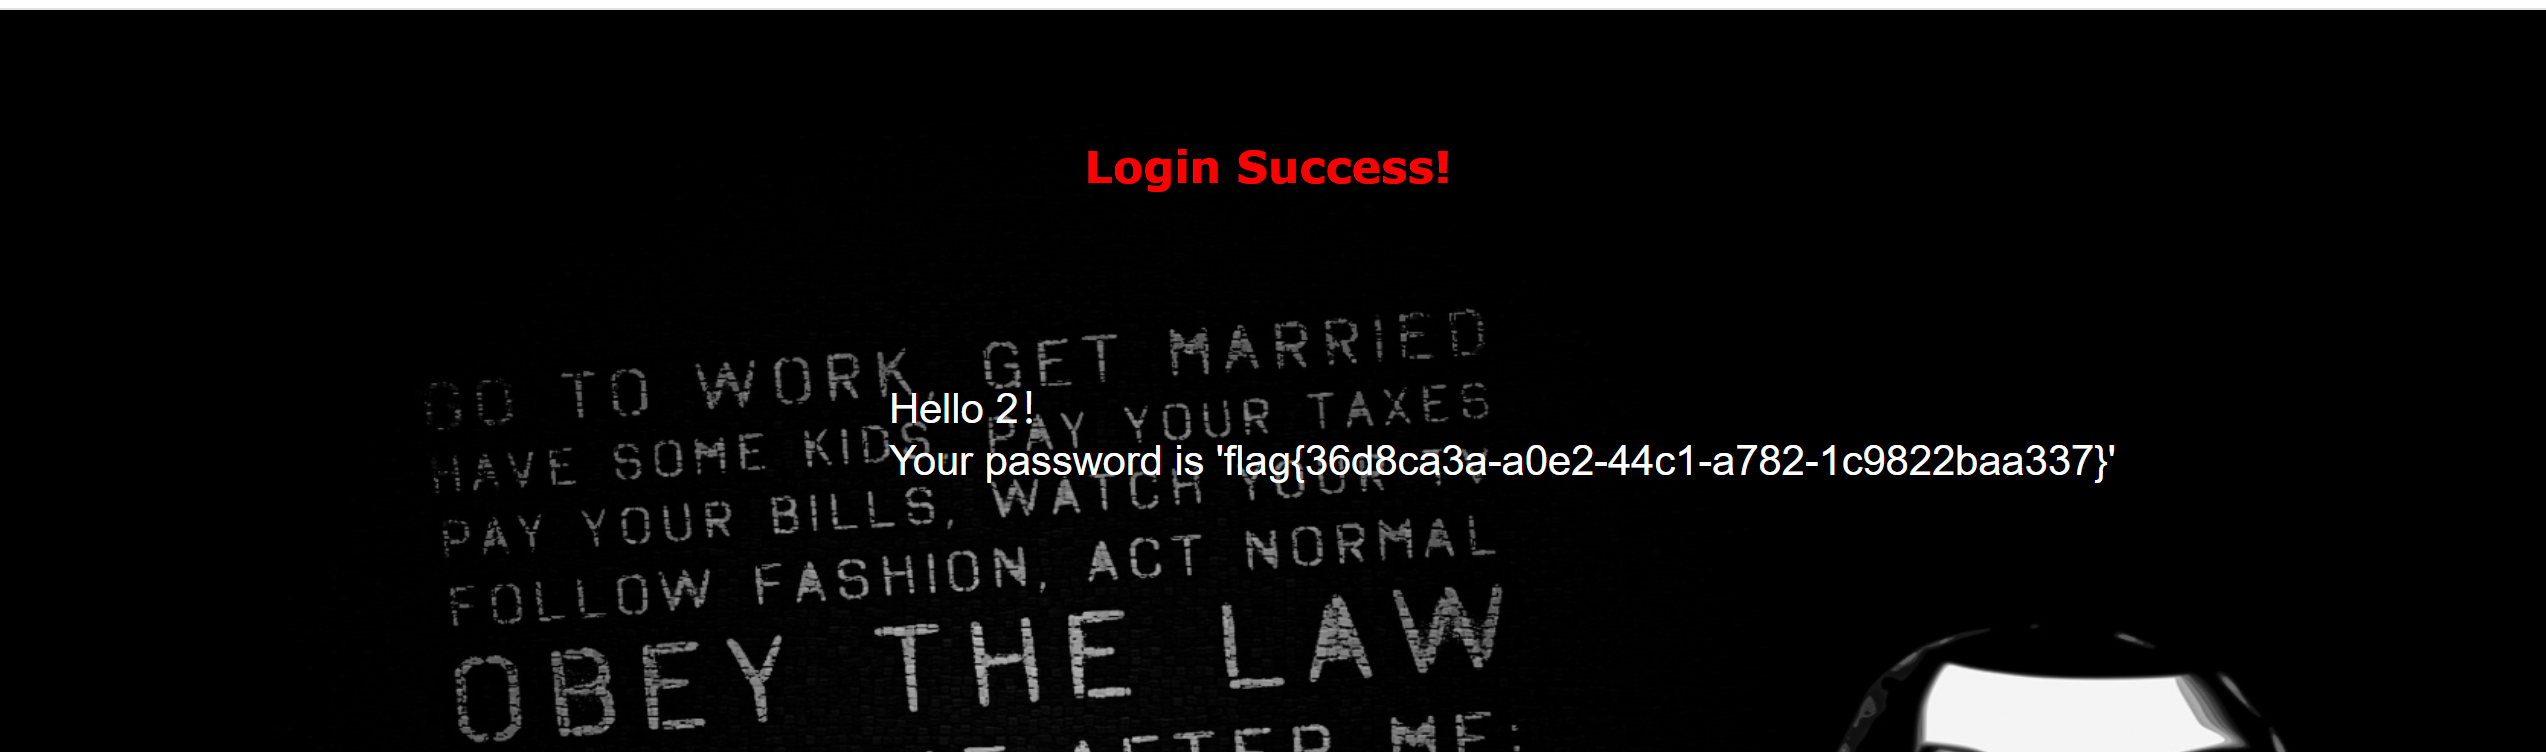 Login Success!
GO TO WORK, GET MARRIED
HAVE SOME KIDS, PAY YOUR TAXES
PAY YOUR BILLS, WATCH YOUR TV
FOLLOW FASHION, ACT NORMAL
OBEY THE LAW
AFTER ME:
Hello 2!
Your password is 'flag{36d8ca3a-a0e2-44c1-a782-1c9822baa337}'